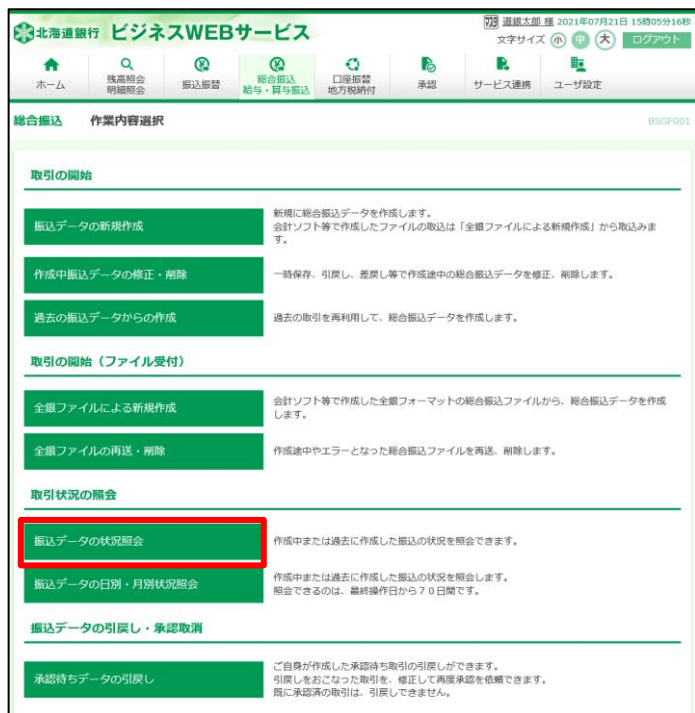 北海道銀行 ビジネスWEBサービス
道銀太郎 様 2021年07月21日 15時05分16秒
文字サイズ 小 中 大 ログアウト
ホーム
残高照会
明細照会
振込振替
総合振込
給与・賞与振込
口座振替
地方税納付
承認
サービス連携
ユーザ設定
総合振込 作業内容選択 BSGF001
取引の開始
振込データの新規作成
新規に総合振込データを作成します。
会計ソフト等で作成したファイルの取込は「全銀ファイルによる新規作成」から取込みま
す。
作成中振込データの修正・削除
一時保存、引戻し、差戻し等で作成途中の総合振込データを修正、削除します。
過去の振込データからの作成
過去の取引を再利用して、総合振込データを作成します。
取引の開始（ファイル受付）
全銀ファイルによる新規作成
会計ソフト等で作成した全銀フォーマットの総合振込ファイルから、総合振込データを作成
します。
全銀ファイルの再送・削除
作成途中やエラーとなった総合振込ファイルを再送、削除します。
取引状況の照会
振込データの状況照会
作成中または過去に作成した振込の状況を照会できます。
振込データの日別・月別状況照会
作成中または過去に作成した振込の状況を照会します。
照会できるのは、最終操作日から７０日間です。
振込データの引戻し・承認取消
承認待ちデータの引戻し
ご自身が作成した承認待ち取引の引戻しができます。
引戻しをおこなった取引を、修正して再度承認を依頼できます。
既に承認済の取引は、引戻しできません。